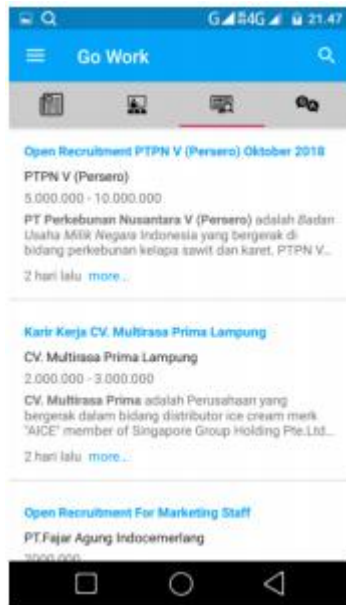 G 4G 21.47
Go Work
Open Recruitment PTPN V (Persero) Oktober 2018
PTPN V (Persero)
5.000.000 - 10.000.000
PT Perkebunan Nusantara V (Persero) adalah Badan
Usaha Milik Negara Indonesia yang bergerak di
bidang perkebunan kelapa sawit dan karet. PTPN V...
2 hari lalu more...
Karir Kerja CV. Multirasa Prima Lampung
CV. Multirasa Prima Lampung
2.000.000 - 3.000.000
CV. Multirasa Prima adalah Perusahaan yang
bergerak dalam bidang distributor ice cream merk
"AICE" member of Singapore Group Holding Pte.Ltd...
2 hari lalu more...
Open Recruitment For Marketing Staff
PT.Fajar Agung Indocemerlang
2000.000